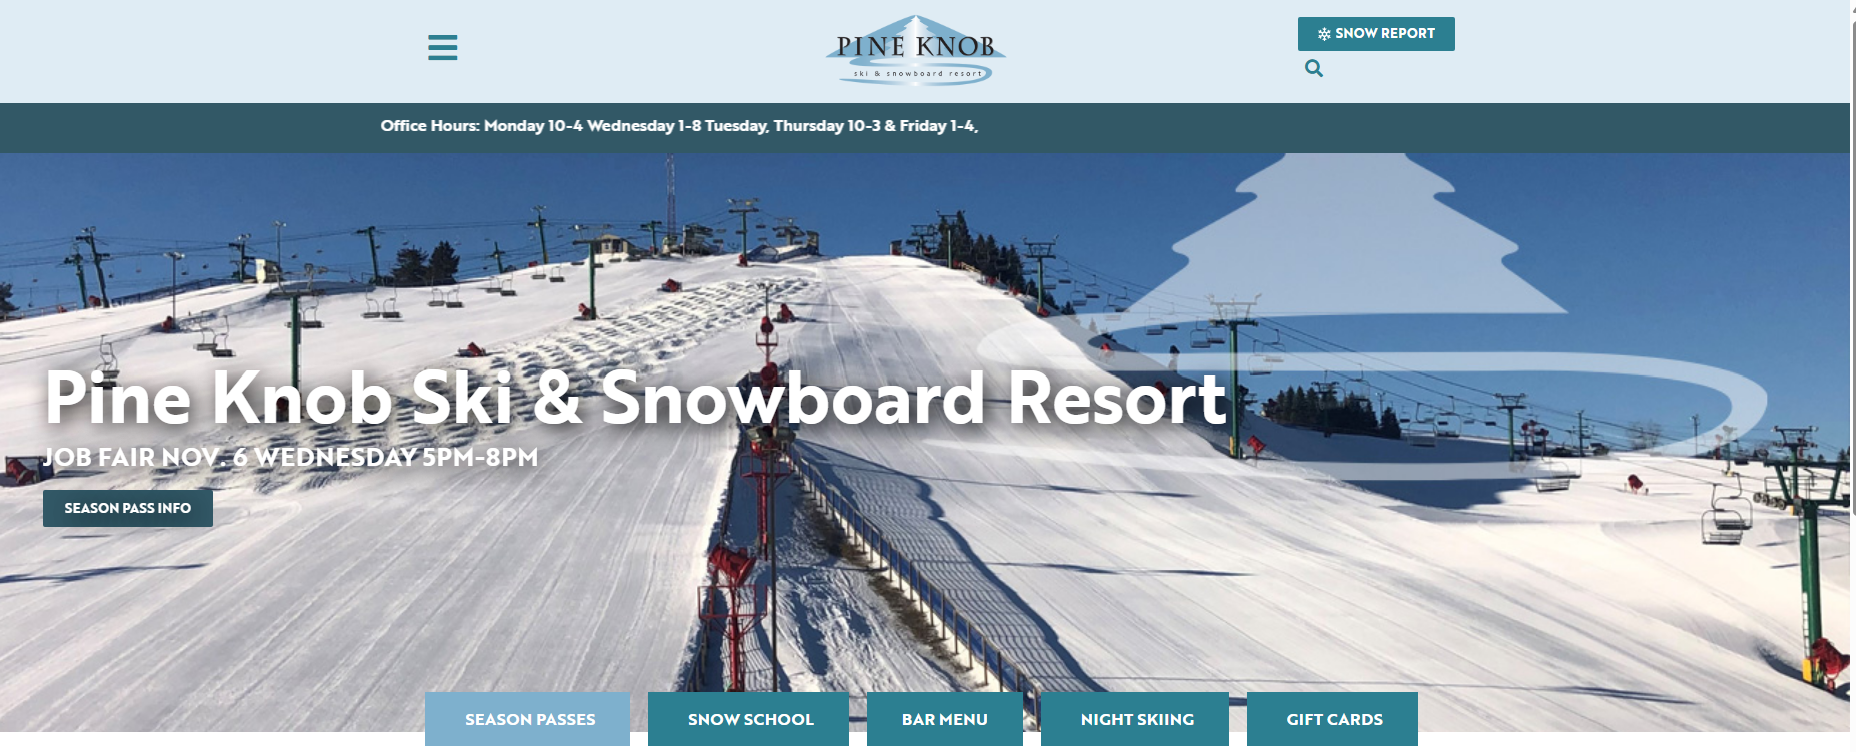 PINE KNOB
ski & snowboard resort
SNOW REPORT
Office Hours: Monday 10-4 Wednesday 1-8 Tuesday, Thursday 10-3 & Friday 1-4,
Pine Knob Ski & Snowboard Resort
JOB FAIR NOV. 6 WEDNESDAY 5PM-8PM
SEASON PASS INFO
SEASON PASSES
SNOW SCHOOL
BAR MENU
NIGHT SKIING
GIFT CARDS